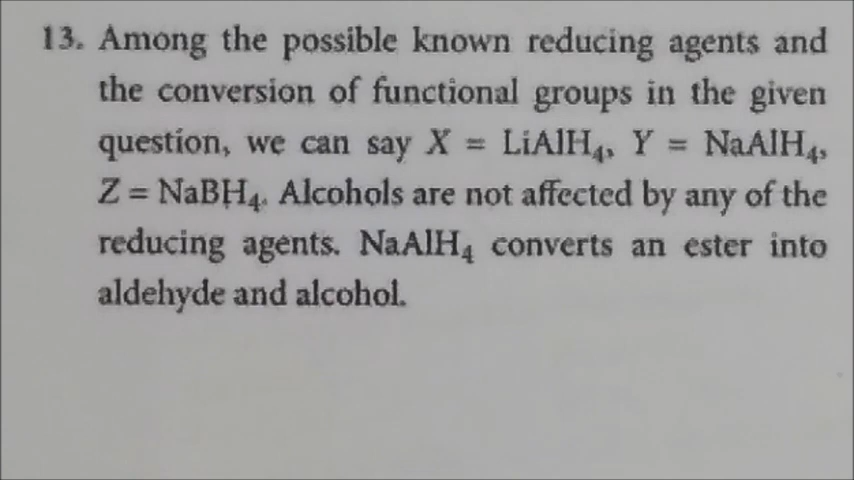 13. Among the possible known reducing agents and
the conversion of functional groups in the given
question, we can say X = LiAlH₄, Y = NaAlH₄,
Z = NaBH₄. Alcohols are not affected by any of the
reducing agents. NaAlH₄ converts an ester into
aldehyde and alcohol.